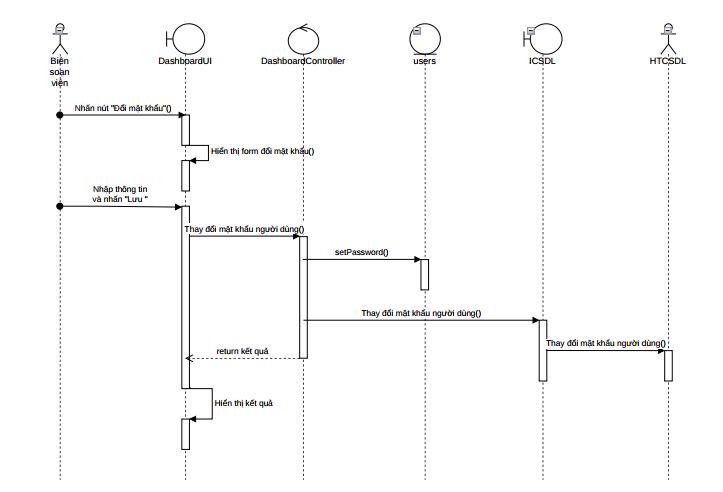 Biên
soạn
viên
DashboardUI
DashboardController
users
ICSDL
HTCSDL
Nhấn nút "Đổi mật khẩu"()
Hiển thị form đổi mật khẩu()
Nhập thông tin
và nhấn "Lưu "
Thay đổi mật khẩu người dùng()
setPassword()
Thay đổi mật khẩu người dùng()
Thay đổi mật khẩu người dùng()
return kết quả
Hiển thị kết quả